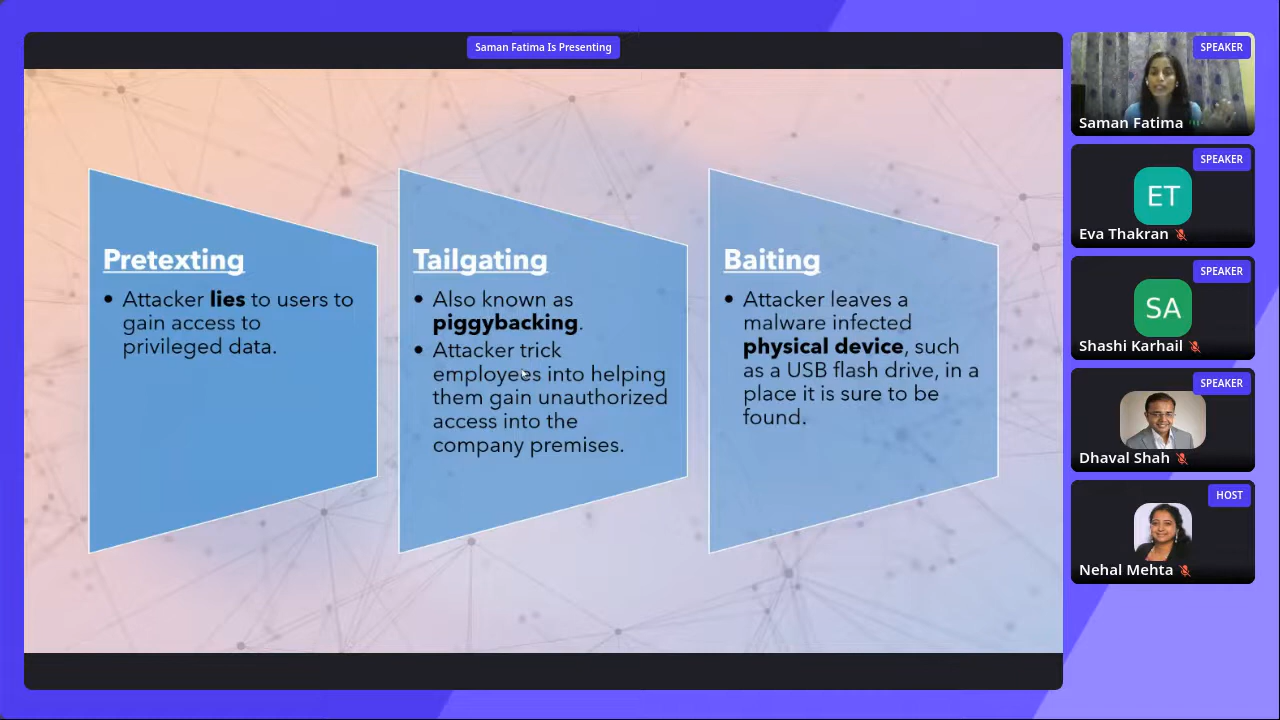 Saman Fatima Is Presenting
Pretexting
• Attacker lies to users to
gain access to
privileged data.
Tailgating
• Also known as
piggybacking.
• Attacker trick
employees into helping
them gain unauthorized
access into the
company premises.
Baiting
• Attacker leaves a
malware infected
physical device, such
as a USB flash drive, in a
place it is sure to be
found.
SPEAKER
Saman Fatima
SPEAKER
ET
Eva Thakran
SPEAKER
SA
Shashi Karhail
SPEAKER
Dhaval Shah
HOST
Nehal Mehta